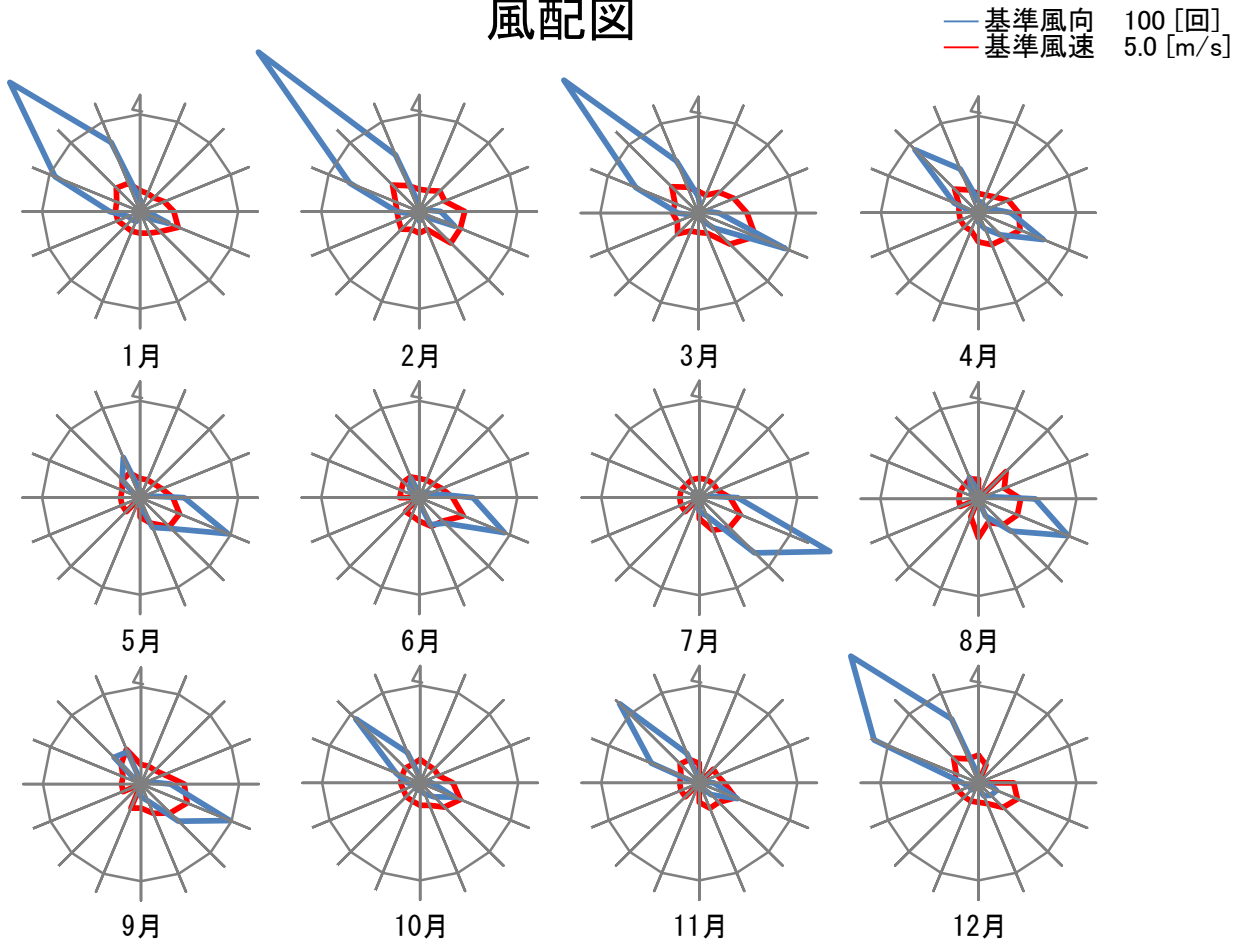 風配図
基準風向 100 [回]
基準風速 5.0 [m/s]
1月
2月
3月
4月
5月
6月
7月
8月
9月
10月
11月
12月